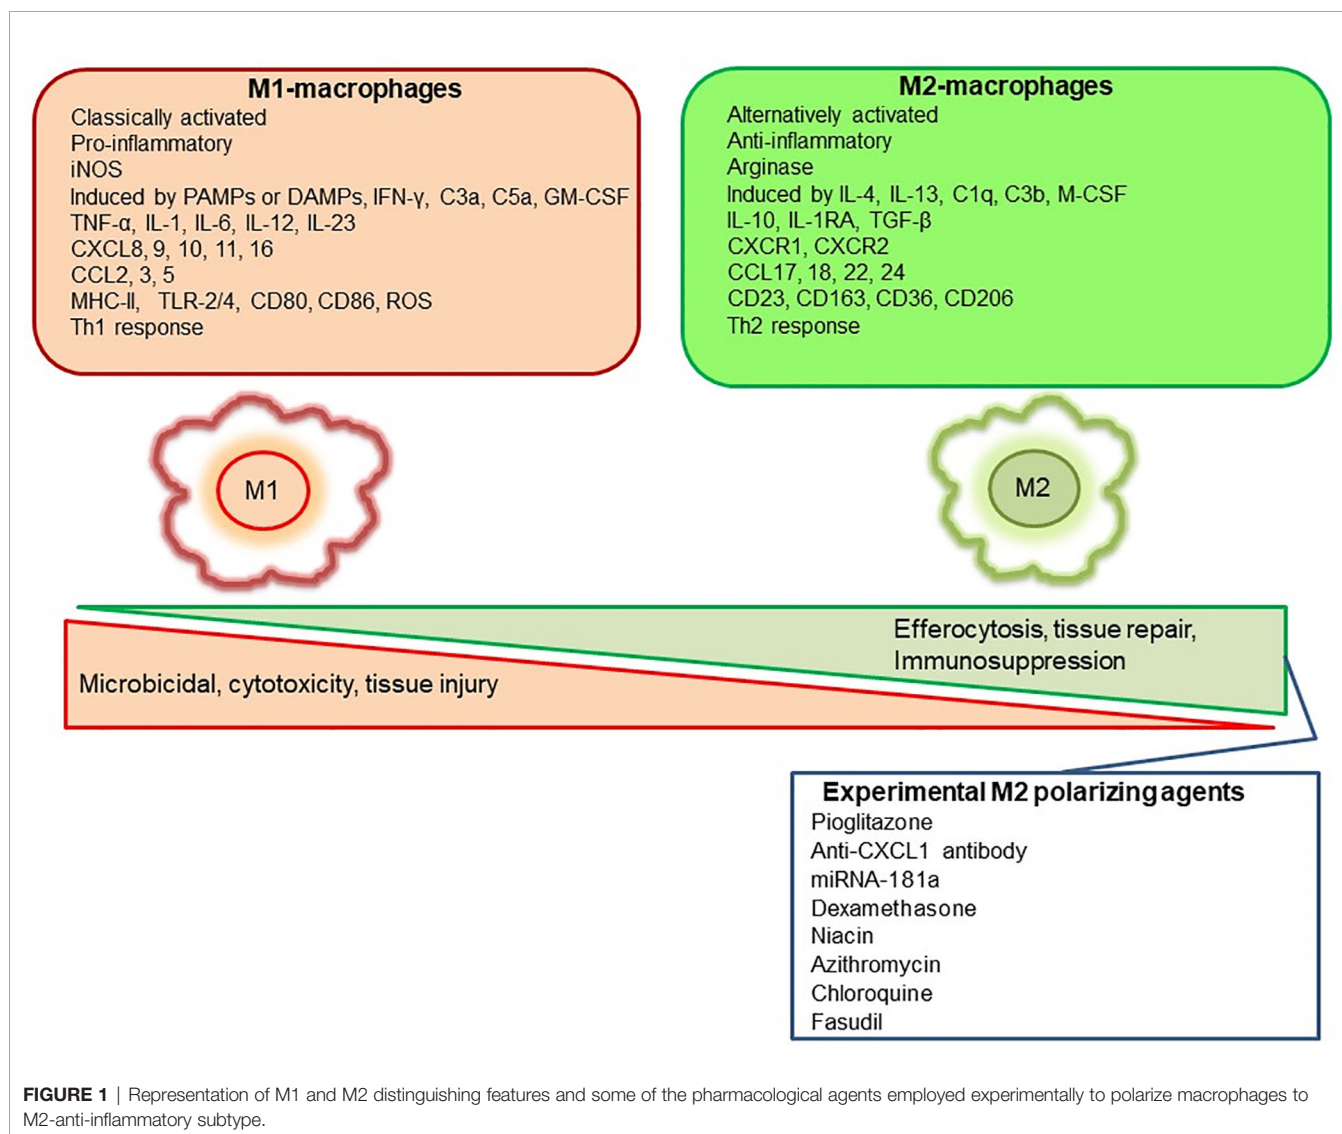 M1-macrophages
Classically activated
Pro-inflammatory
iNOS
Induced by PAMPs or DAMPs, IFN-γ, C3a, C5a, GM-CSF
TNF-α, IL-1, IL-6, IL-12, IL-23
CXCL8, 9, 10, 11, 16
CCL2, 3, 5
MHC-II, TLR-2/4, CD80, CD86, ROS
Th1 response
M2-macrophages
Alternatively activated
Anti-inflammatory
Arginase
Induced by IL-4, IL-13, C1q, C3b, M-CSF
IL-10, IL-1RA, TGF-β
CXCR1, CXCR2
CCL17, 18, 22, 24
CD23, CD163, CD36, CD206
Th2 response
M1
M2
Efferocytosis, tissue repair,
Immunosuppression
Microbicidal, cytotoxicity, tissue injury
Experimental M2 polarizing agents
Pioglitazone
Anti-CXCL1 antibody
miRNA-181a
Dexamethasone
Niacin
Azithromycin
Chloroquine
Fasudil
FIGURE 1 | Representation of M1 and M2 distinguishing features and some of the pharmacological agents employed experimentally to polarize macrophages to
M2-anti-inflammatory subtype.